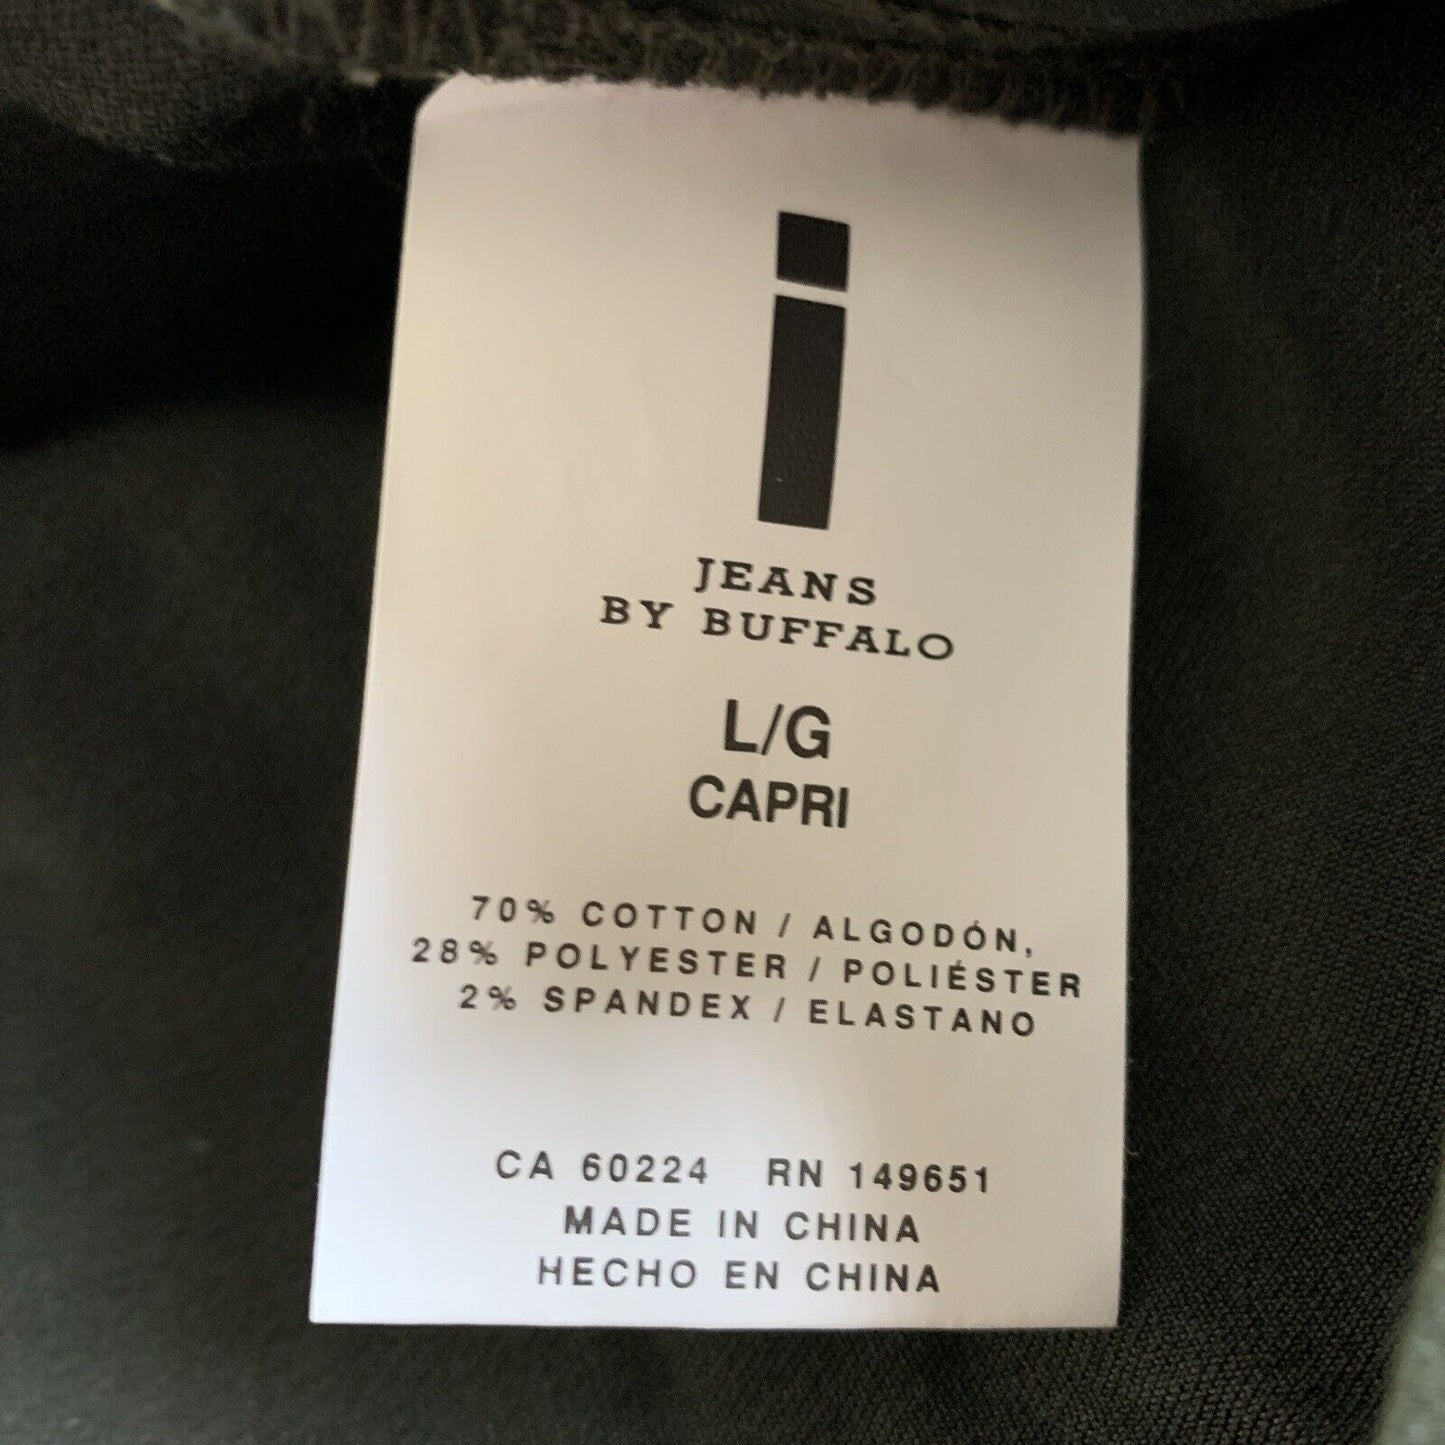 i
JEANS
BY BUFFALO
L/G
CAPRI
70% COTTON / ALGODÓN,
28% POLYESTER / POLIÉSTER
2% SPANDEX / ELASTANO
CA 60224 RN 149651
MADE IN CHINA
HECHO EN CHINA